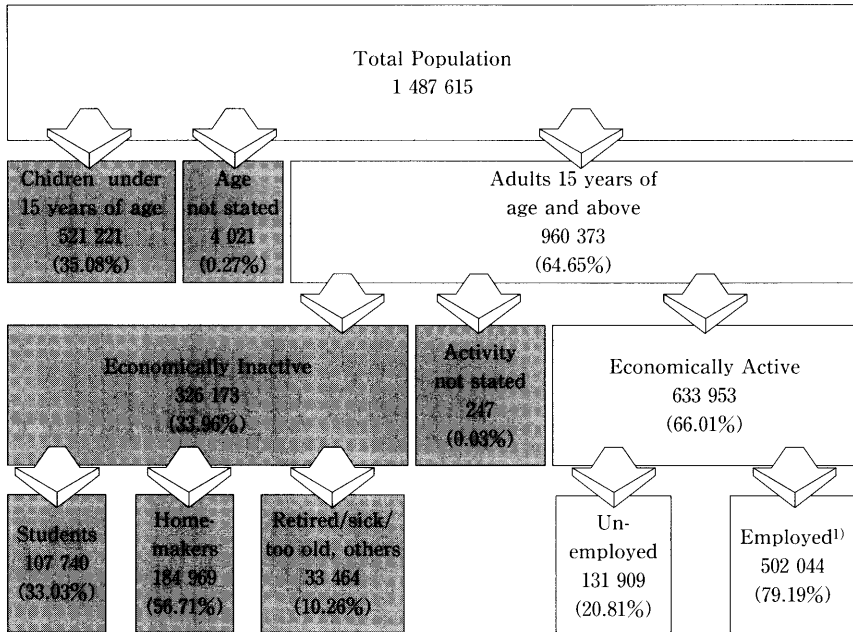 Total Population
1 487 615
Chidren under
15 years of age
521 221
(35.08%)
Age
not stated
4 021
(0.27%)
Adults 15 years of
age and above
960 373
(64.65%)
Economically Inactive
326 173
(33.96%)
Activity
not stated
247
(0.03%)
Economically Active
633 953
(66.01%)
Students
107 740
(33.03%)
Home-
makers
184 969
(56.71%)
Retired/sick/
too old, others
33 464
(10.26%)
Un-
employed
131 909
(20.81%)
Employed¹⁾
502 044
(79.19%)